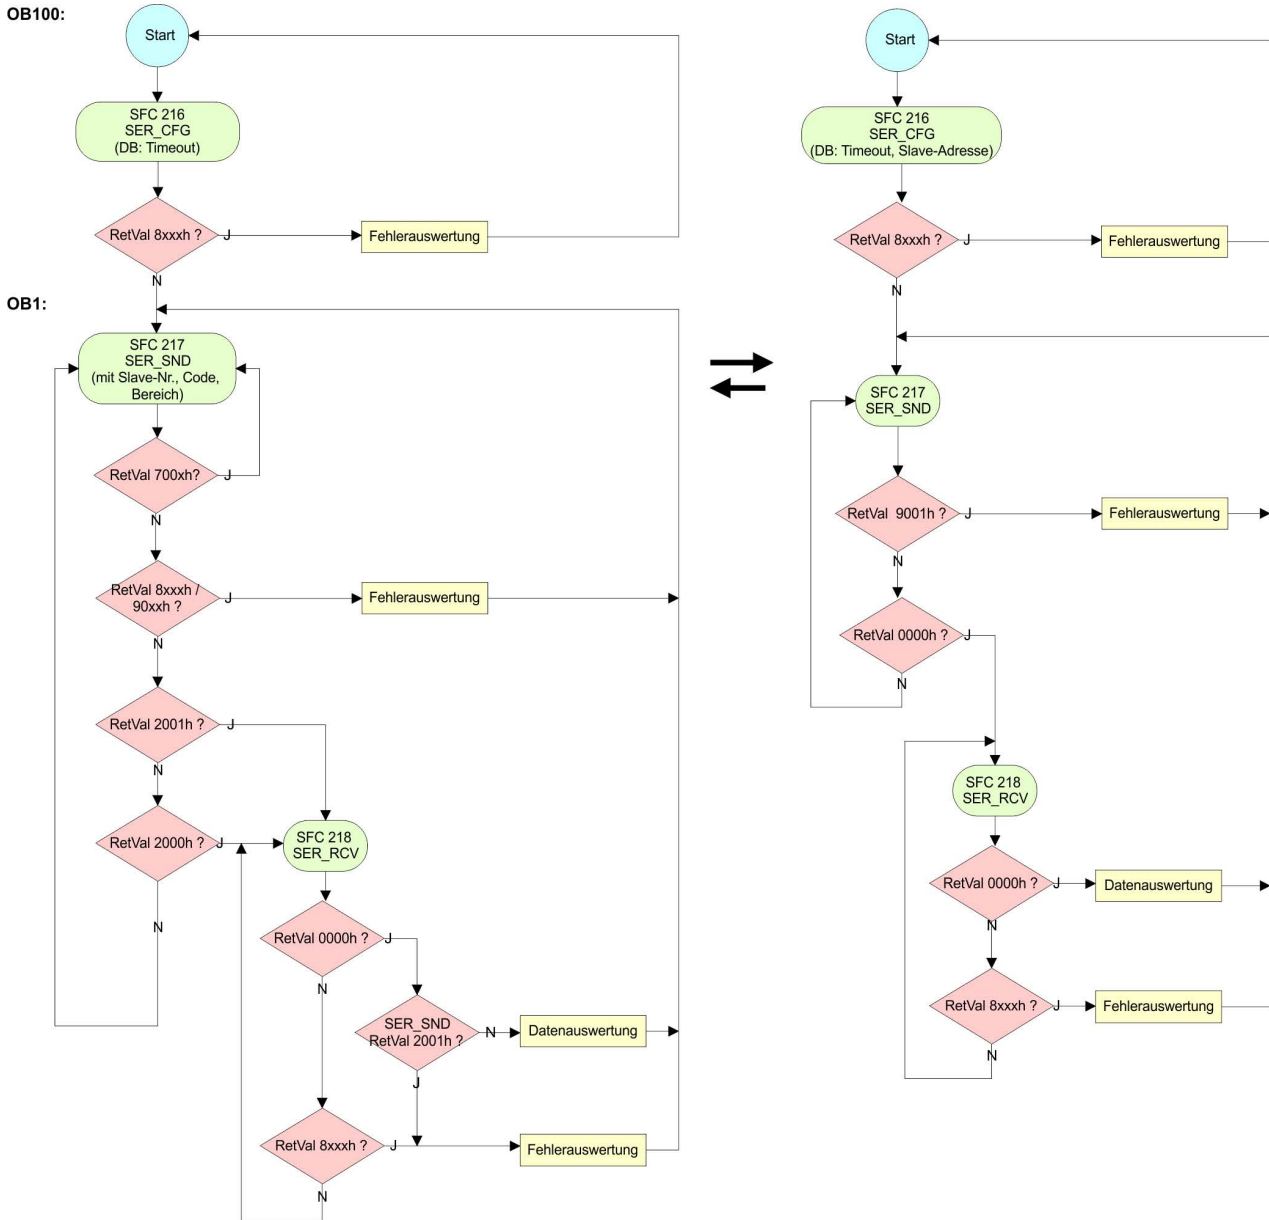 OB100:
Start
SFC 216
SER_CFG
(DB: Timeout)
RetVal 8xxxh ?
J
Fehlerauswertung
N
OB1:
SFC 217
SER_SND
(mit Slave-Nr., Code,
Bereich)
RetVal 700xh?
J
N
RetVal 8xxxh /
90xxh ?
J
Fehlerauswertung
N
RetVal 2001h ?
J
N
RetVal 2000h ?
J
N
SFC 218
SER_RCV
RetVal 0000h ?
J
N
SER_SND
RetVal 2001h ?
N
Datenauswertung
J
RetVal 8xxxh ?
J
Fehlerauswertung
N
Start
SFC 216
SER_CFG
(DB: Timeout, Slave-Adresse)
RetVal 8xxxh ?
J
Fehlerauswertung
N
SFC 217
SER_SND
RetVal 9001h ?
J
Fehlerauswertung
N
RetVal 0000h ?
J
N
SFC 218
SER_RCV
RetVal 0000h ?
J
Datenauswertung
N
RetVal 8xxxh ?
J
Fehlerauswertung
N